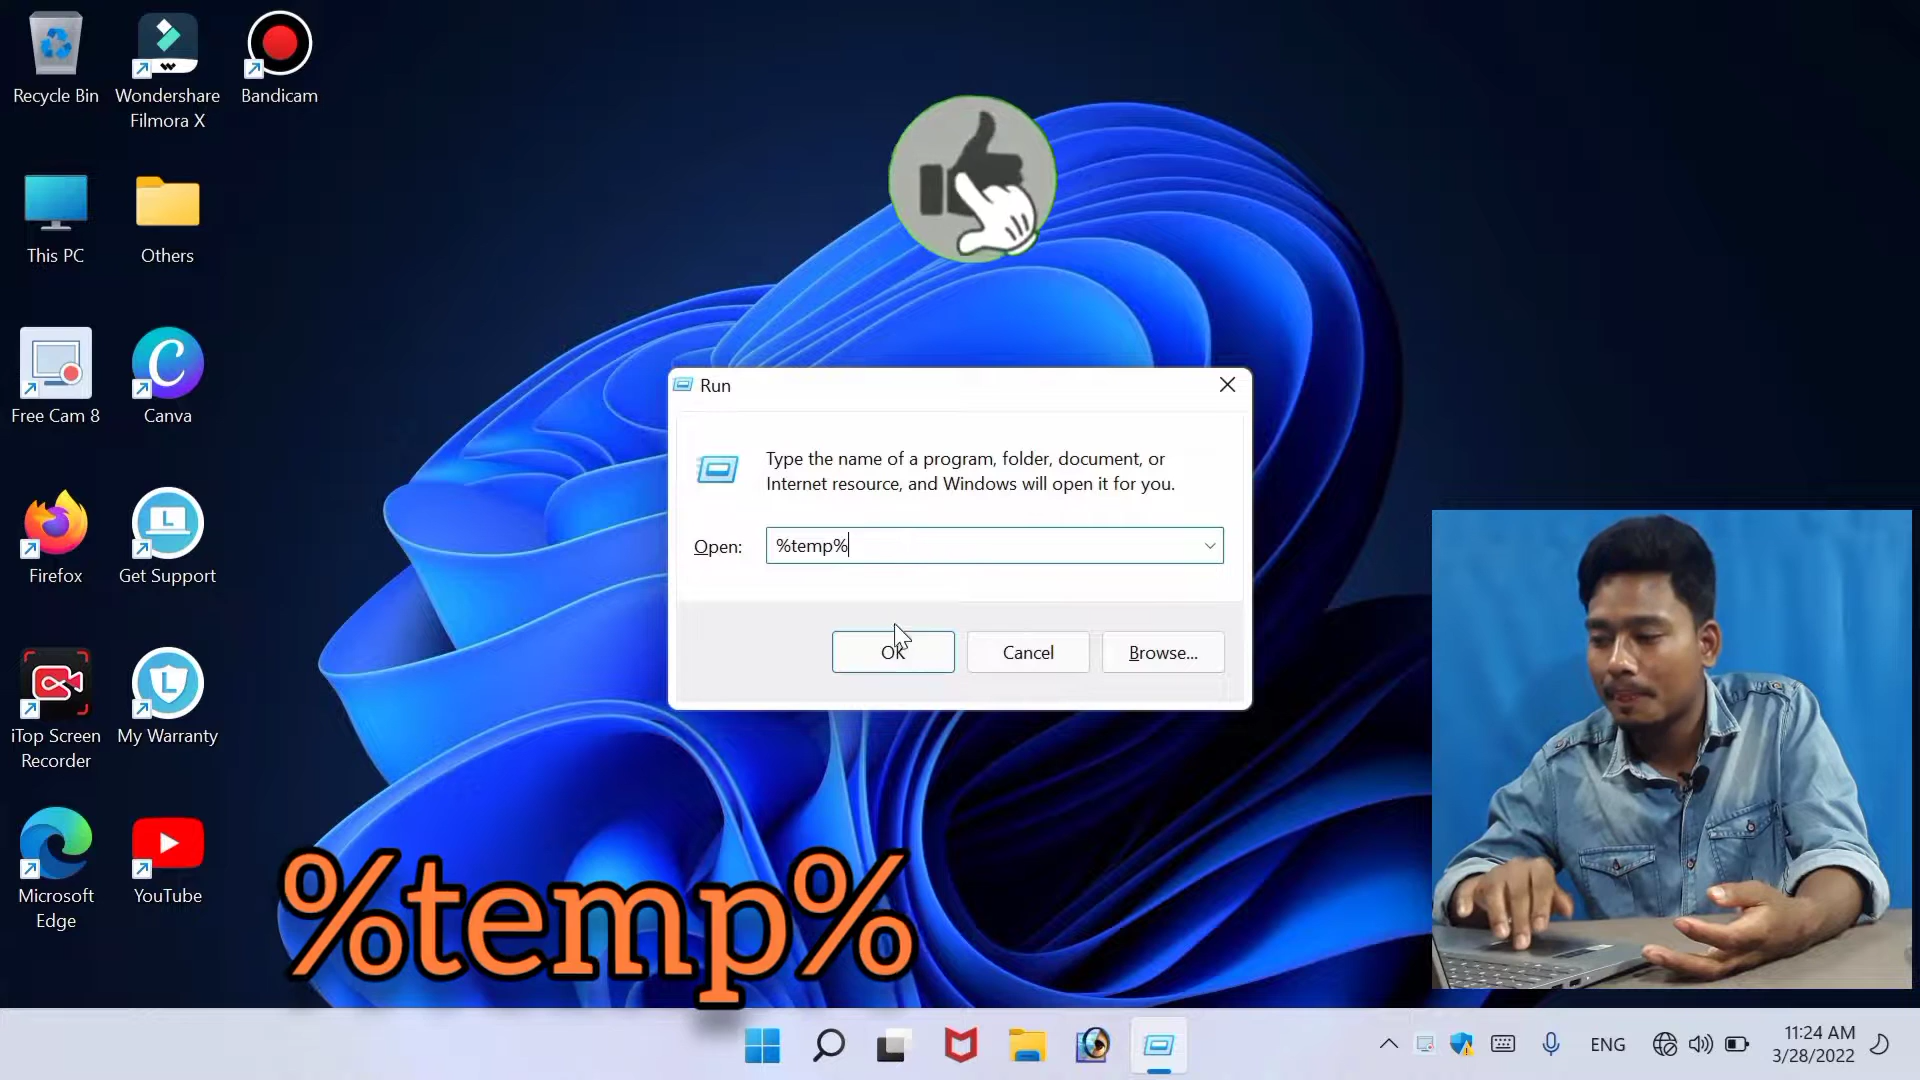 Recycle Bin
Wondershare
Filmora X
Bandicam
This PC
Others
Free Cam 8
Canva
Firefox
Get Support
iTop Screen
Recorder
My Warranty
Microsoft
Edge
YouTube
Run
Type the name of a program, folder, document, or
Internet resource, and Windows will open it for you.
Open:
%temp%
OK
Cancel
Browse...
%temp%
ENG
11:24 AM
3/28/2022